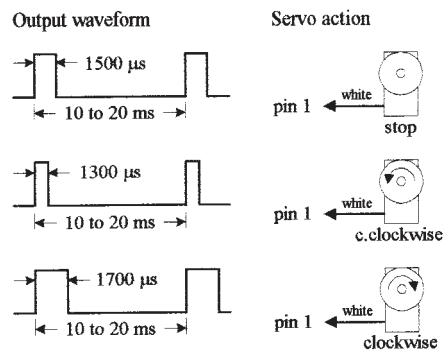 Output waveform
Servo action
1500 μs
white
pin 1
10 to 20 ms
stop
1300 μs
white
pin 1
10 to 20 ms
c.clockwise
1700 μs
white
pin 1
10 to 20 ms
clockwise